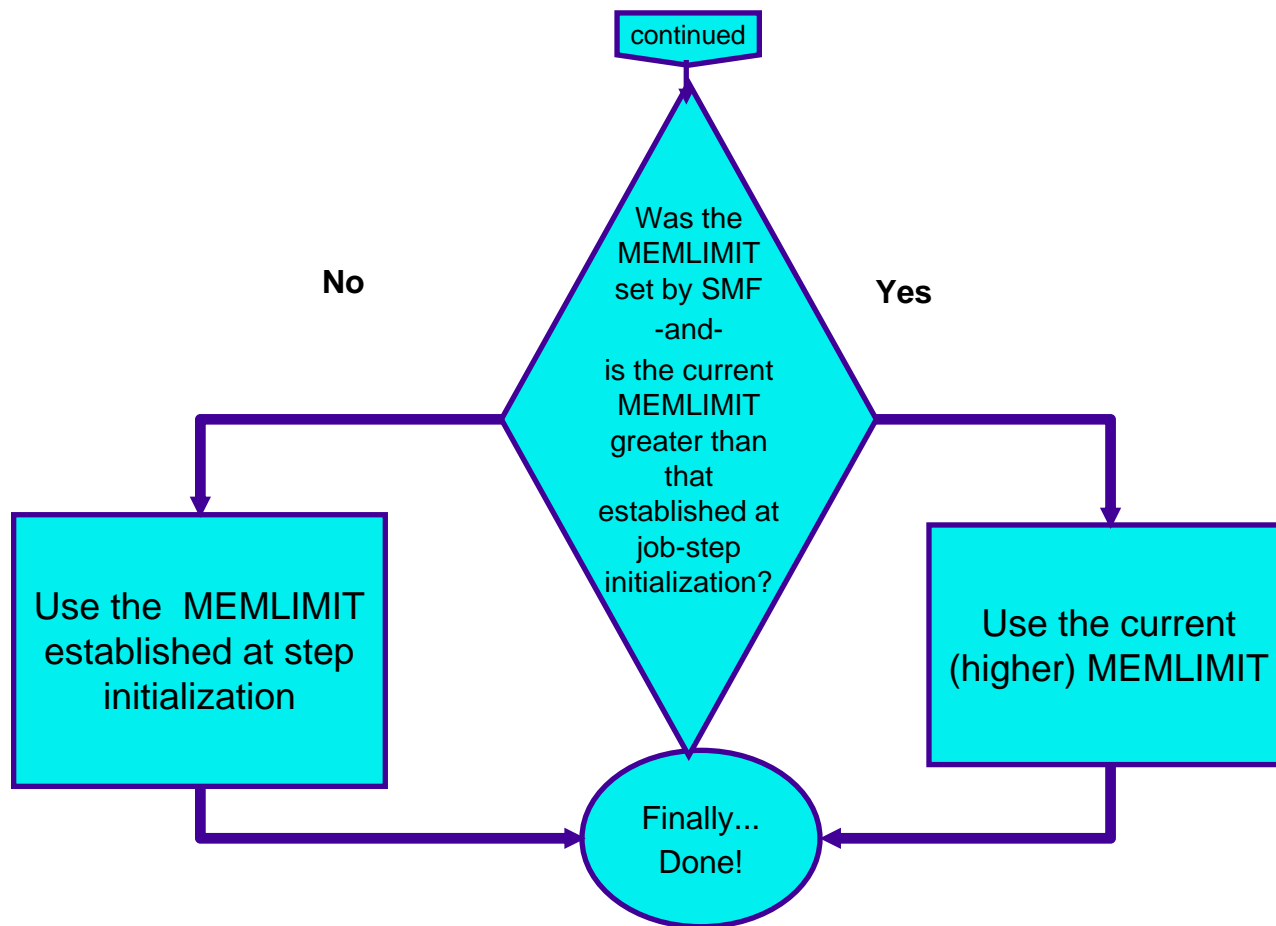 continued
Was the
MEMLIMIT
set by SMF
-and-
is the current
MEMLIMIT
greater than
that
established at
job-step
initialization?
No
Yes
Use the MEMLIMIT
established at step
initialization
Use the current
(higher) MEMLIMIT
Finally...
Done!